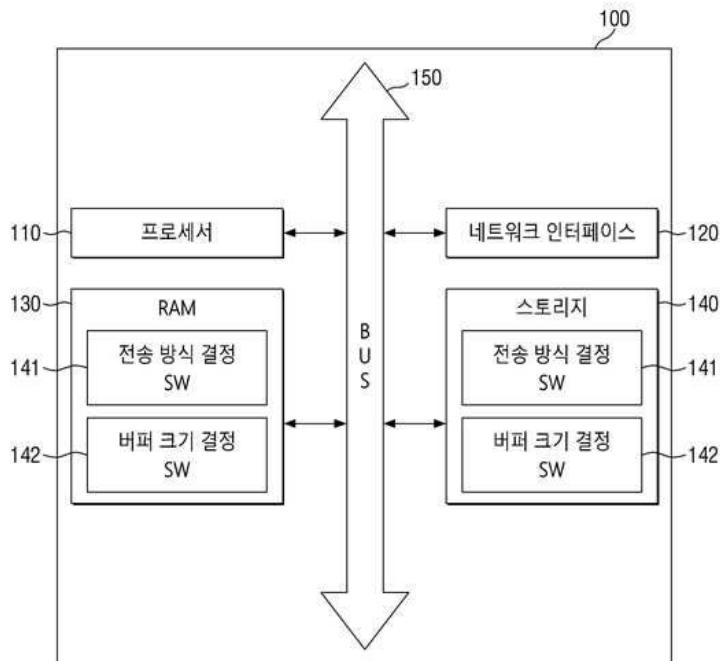 100
150
110
프로세서
네트워크 인터페이스
120
130
RAM
스토리지
140
141
전송 방식 결정
SW
전송 방식 결정
SW
141
B
U
S
142
버퍼 크기 결정
SW
버퍼 크기 결정
SW
142